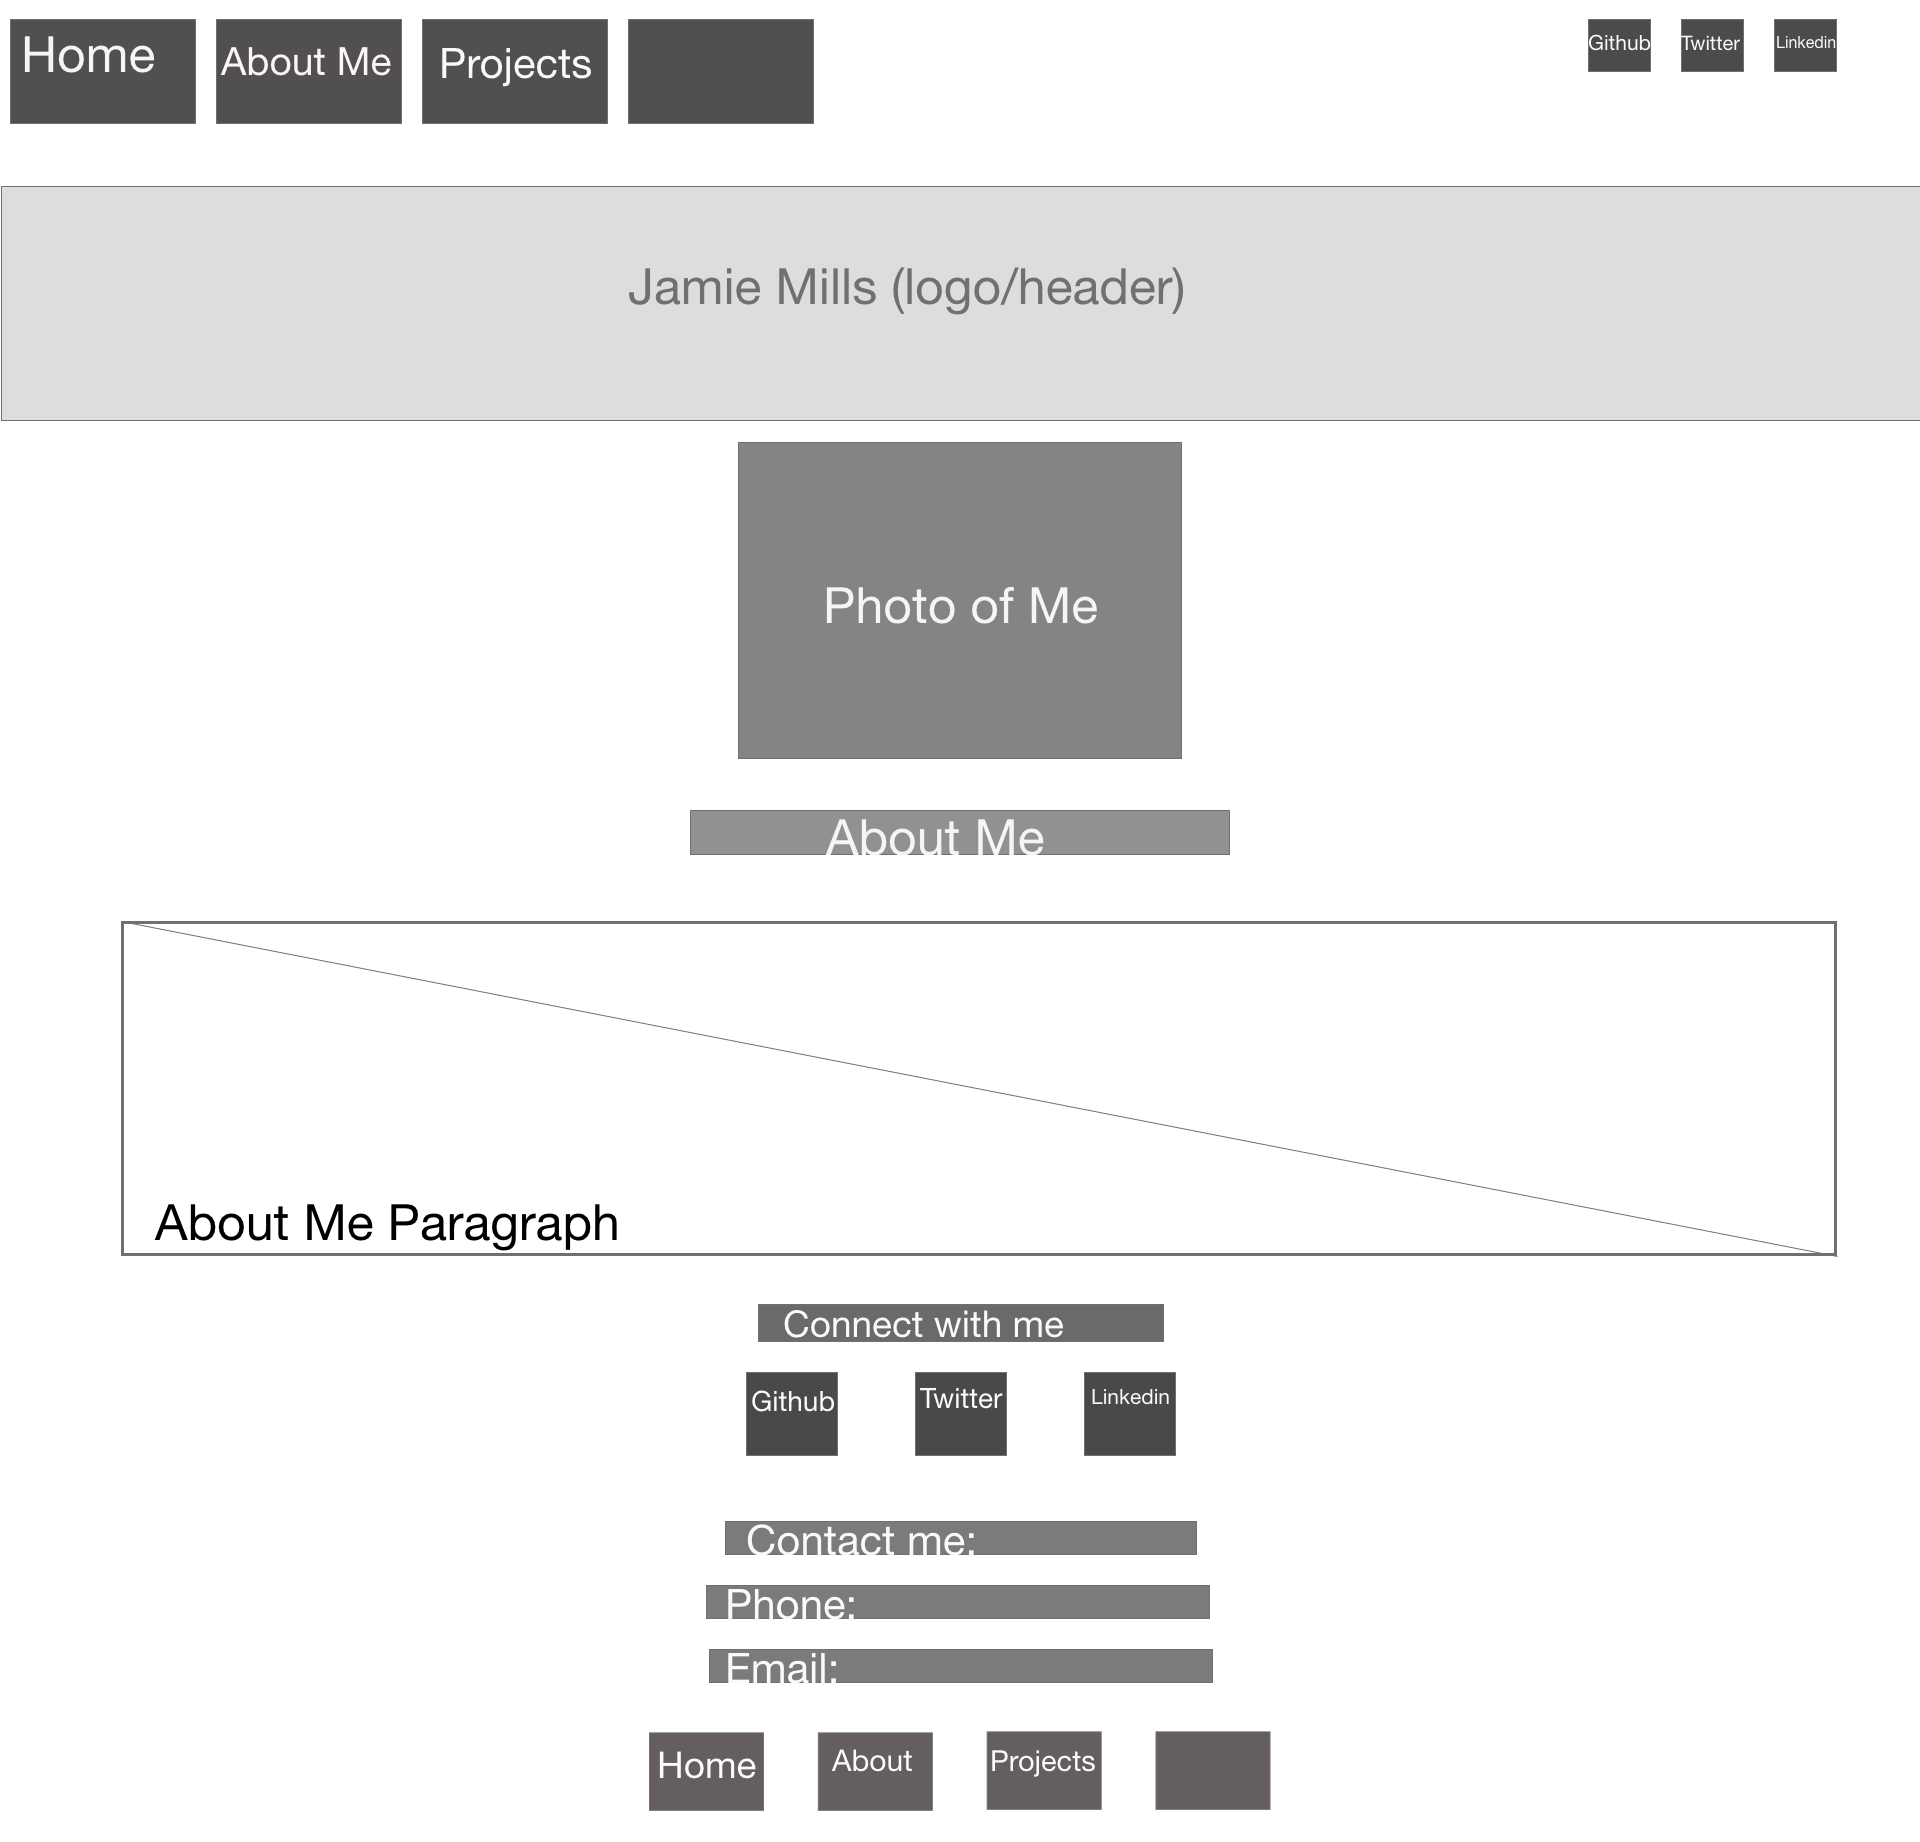 Home About Me Projects Github Twitter Linkedin
Jamie Mills (logo/header)
Photo of Me
About Me
About Me Paragraph
Connect with me
Github Twitter Linkedin
Contact me:
Phone:
Email:
Home About Projects